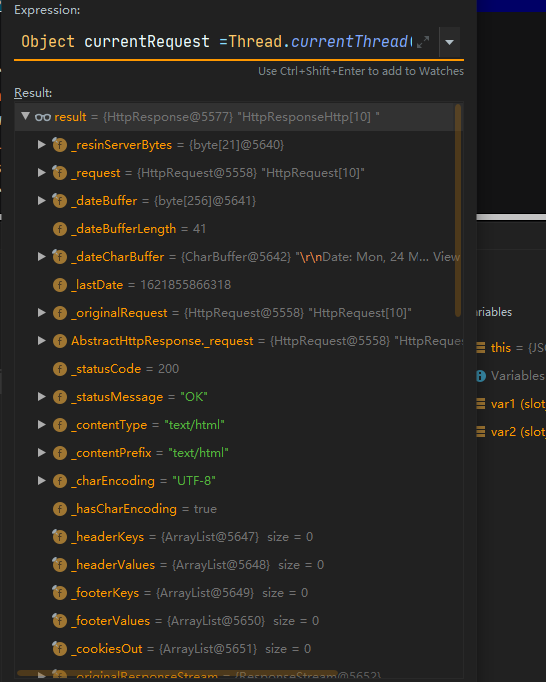 Expression:
Object currentRequest =Thread.currentThread(
Use Ctrl+Shift+Enter to add to Watches
Result:
result = {HttpResponse@5577} "HttpResponseHttp[10] "
_resinServerBytes = {byte[21]@5640}
_request = {HttpRequest@5558} "HttpRequest[10]"
_dateBuffer = {byte[256]@5641}
_dateBufferLength = 41
_dateCharBuffer = {CharBuffer@5642} "\r\nDate: Mon, 24 M... View
_lastDate = 1621855866318
_originalRequest = {HttpRequest@5558} "HttpRequest[10]"
AbstractHttpResponse._request = {HttpRequest@5558} "HttpReques
_statusCode = 200
_statusMessage = "OK"
_contentType = "text/html"
_contentPrefix = "text/html"
_charEncoding = "UTF-8"
_hasCharEncoding = true
_headerKeys = {ArrayList@5647} size = 0
_headerValues = {ArrayList@5648} size = 0
_footerKeys = {ArrayList@5649} size = 0
_footerValues = {ArrayList@5650} size = 0
_cookiesOut = {ArrayList@5651} size = 0
_originalResponseStream = {ResponseStream@5652}
riables
this = {JS
Variables
var1 (slot_
var2 (slot_